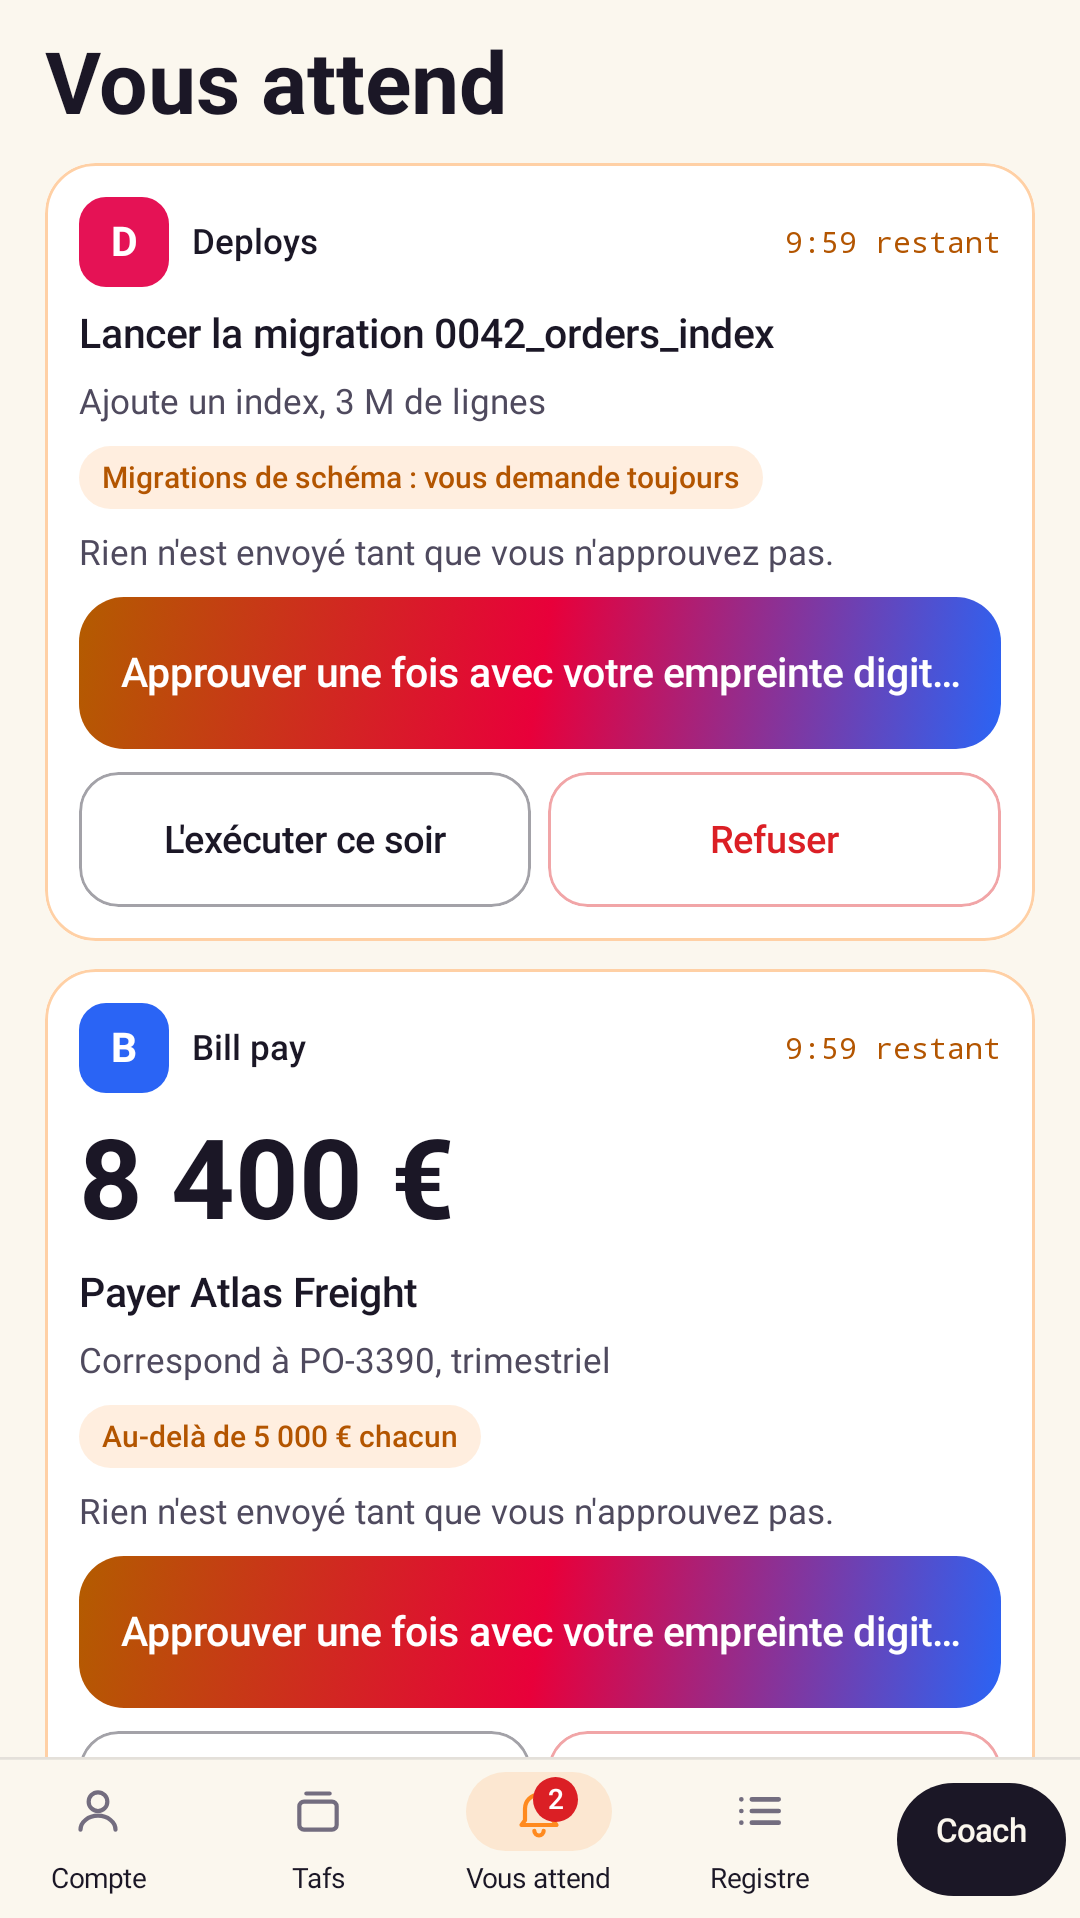 Vous attend
D
Deploys
9:59 restant
Lancer la migration 0042_orders_index
Ajoute un index, 3 M de lignes
Migrations de schéma : vous demande toujours
Rien n'est envoyé tant que vous n'approuvez pas.
Approuver une fois avec votre empreinte digit...
L'exécuter ce soir
Refuser
B
Bill pay
9:59 restant
8 400 €
Payer Atlas Freight
Correspond à PO-3390, trimestriel
Au-delà de 5 000 € chacun
Rien n'est envoyé tant que vous n'approuvez pas.
Approuver une fois avec votre empreinte digit...
2
Compte
Tafs
Vous attend
Registre
Coach